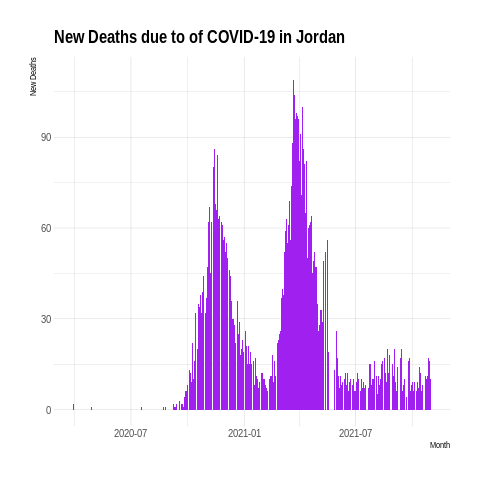 New Deaths due to of COVID-19 in Jordan
New Deaths
90
60
30
0
2020-07
2021-01
2021-07
Month